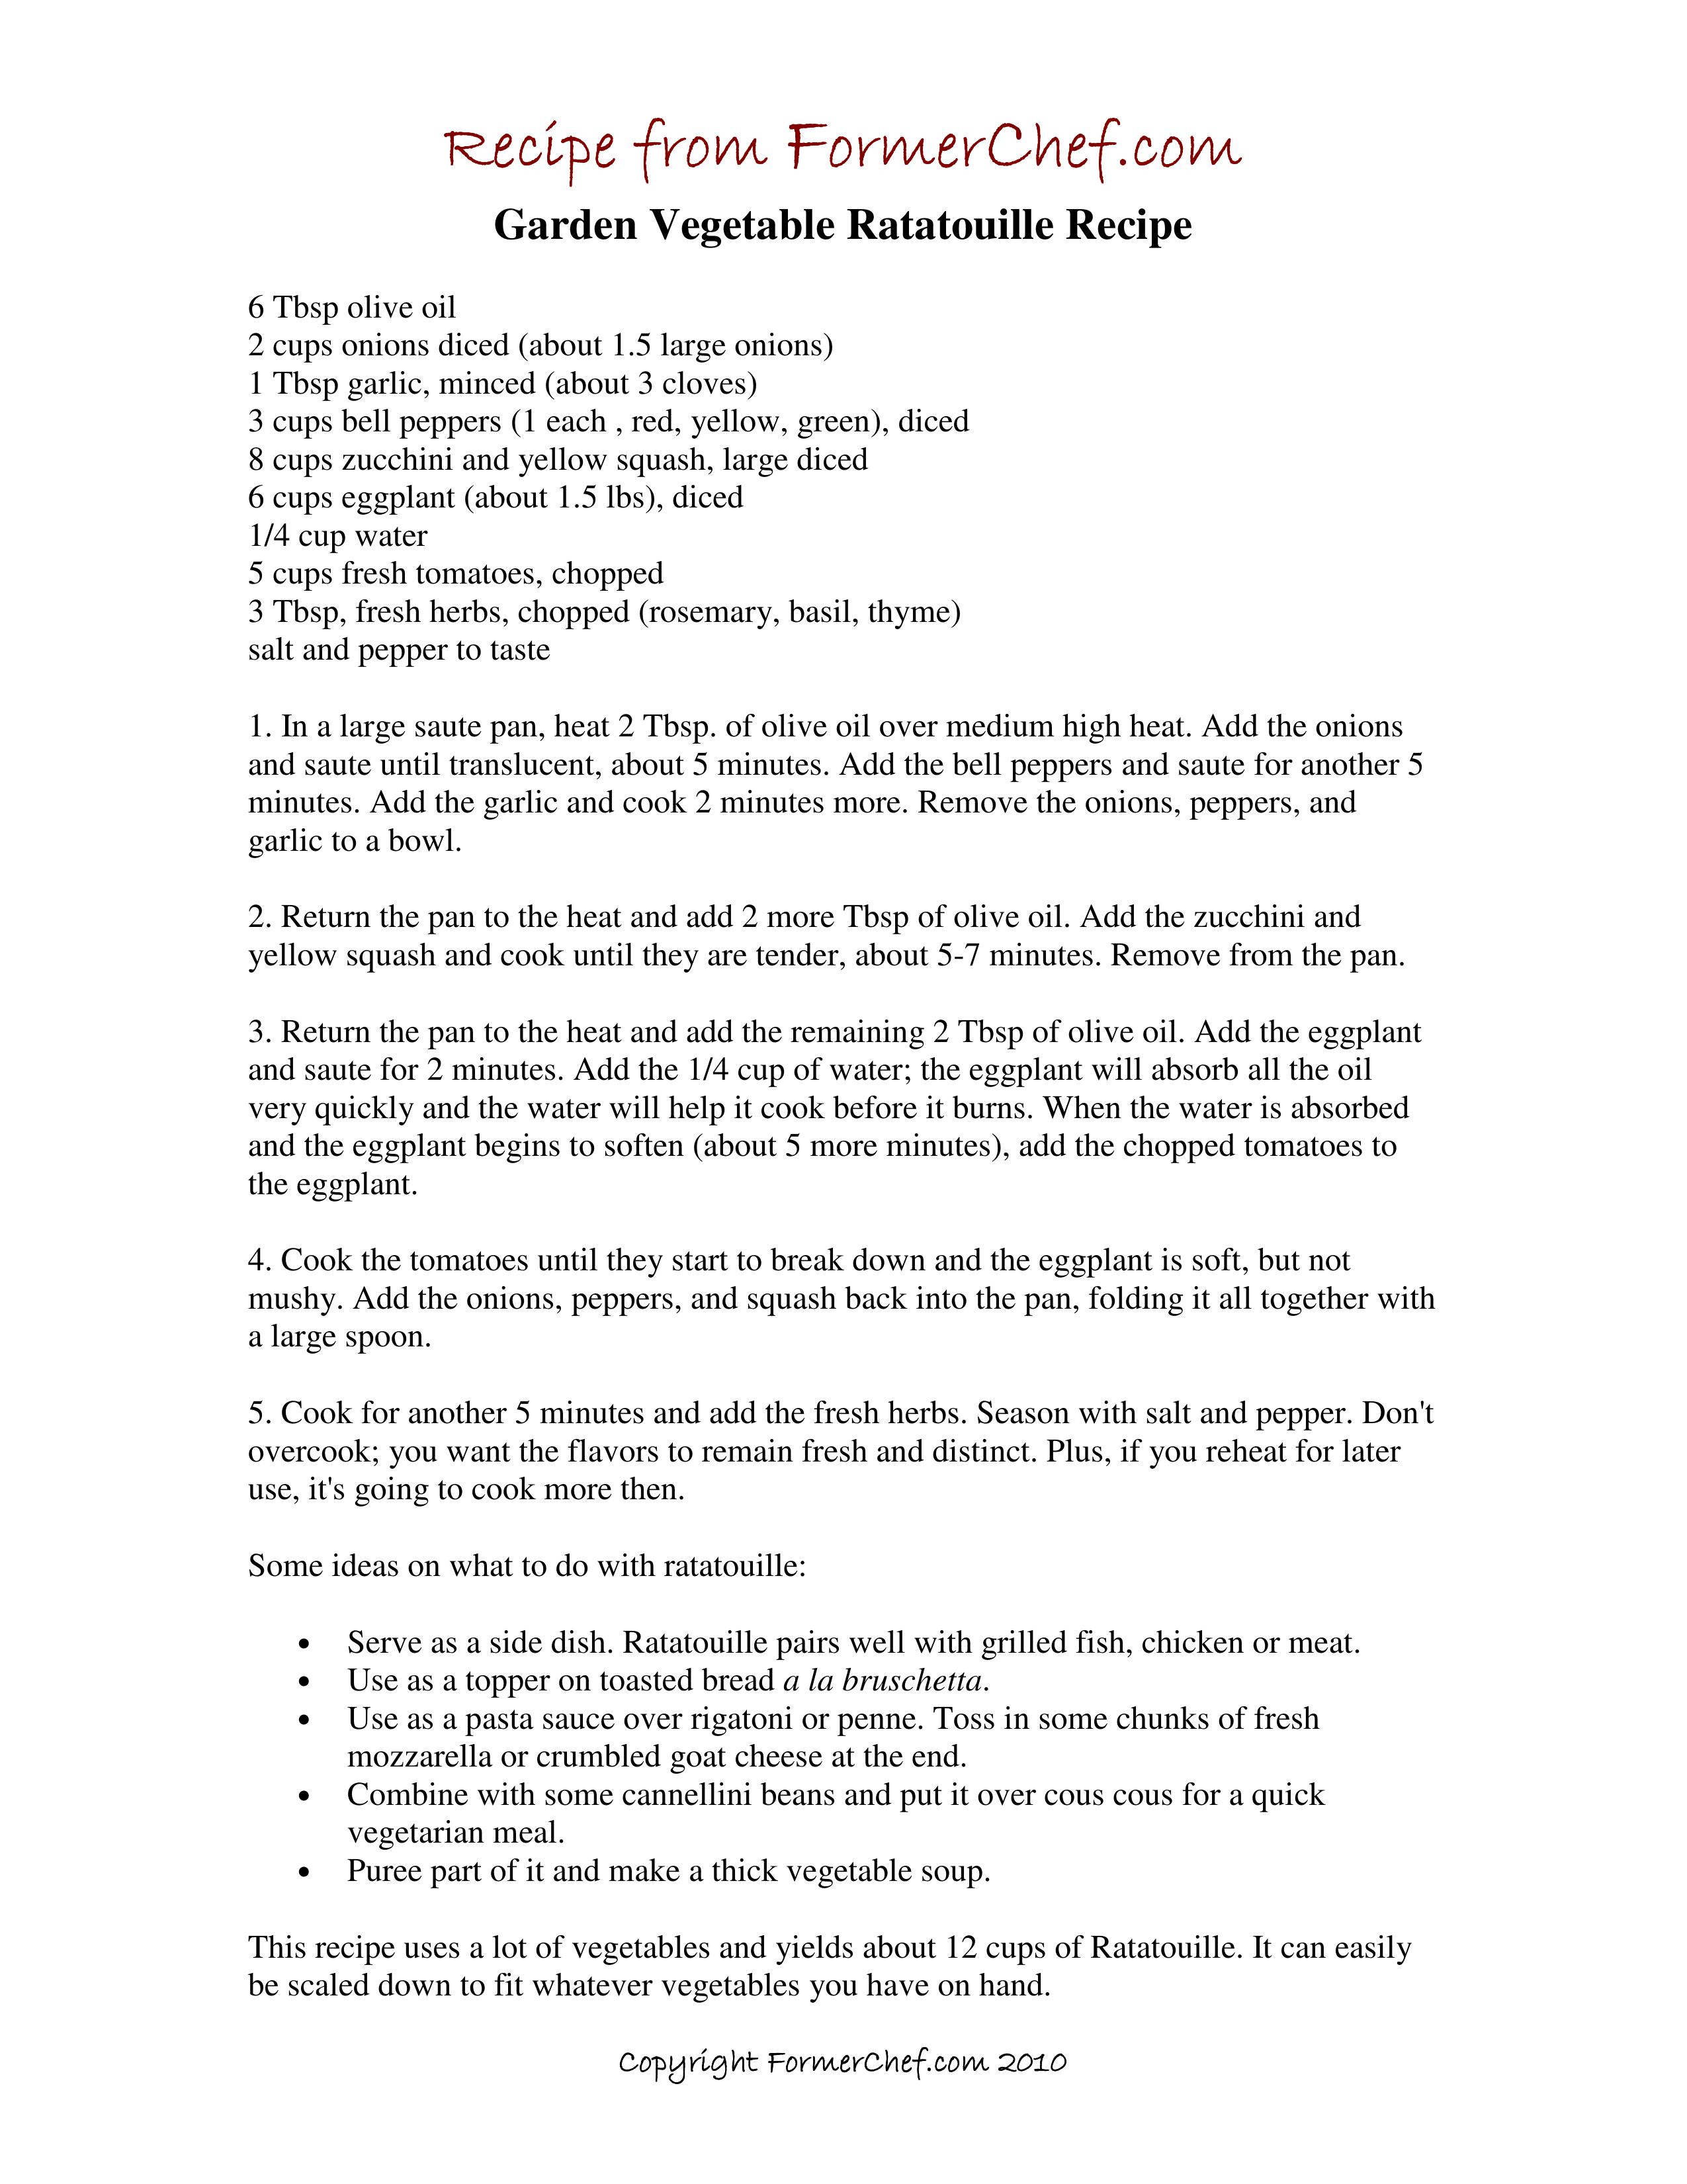 Recipe from FormerChef.com
Garden Vegetable Ratatouille Recipe
6 Tbsp olive oil
2 cups onions diced (about 1.5 large onions)
1 Tbsp garlic, minced (about 3 cloves)
3 cups bell peppers (1 each , red, yellow, green), diced
8 cups zucchini and yellow squash, large diced
6 cups eggplant (about 1.5 lbs), diced
1/4 cup water
5 cups fresh tomatoes, chopped
3 Tbsp, fresh herbs, chopped (rosemary, basil, thyme)
salt and pepper to taste
1. In a large saute pan, heat 2 Tbsp. of olive oil over medium high heat. Add the onions
and saute until translucent, about 5 minutes. Add the bell peppers and saute for another 5
minutes. Add the garlic and cook 2 minutes more. Remove the onions, peppers, and
garlic to a bowl.
2. Return the pan to the heat and add 2 more Tbsp of olive oil. Add the zucchini and
yellow squash and cook until they are tender, about 5-7 minutes. Remove from the pan.
3. Return the pan to the heat and add the remaining 2 Tbsp of olive oil. Add the eggplant
and saute for 2 minutes. Add the 1/4 cup of water; the eggplant will absorb all the oil
very quickly and the water will help it cook before it burns. When the water is absorbed
and the eggplant begins to soften (about 5 more minutes), add the chopped tomatoes to
the eggplant.
4. Cook the tomatoes until they start to break down and the eggplant is soft, but not
mushy. Add the onions, peppers, and squash back into the pan, folding it all together with
a large spoon.
5. Cook for another 5 minutes and add the fresh herbs. Season with salt and pepper. Don't
overcook; you want the flavors to remain fresh and distinct. Plus, if you reheat for later
use, it's going to cook more then.
Some ideas on what to do with ratatouille:
• Serve as a side dish. Ratatouille pairs well with grilled fish, chicken or meat.
• Use as a topper on toasted bread a la bruschetta.
• Use as a pasta sauce over rigatoni or penne. Toss in some chunks of fresh
mozzarella or crumbled goat cheese at the end.
• Combine with some cannellini beans and put it over cous cous for a quick
vegetarian meal.
• Puree part of it and make a thick vegetable soup.
This recipe uses a lot of vegetables and yields about 12 cups of Ratatouille. It can easily
be scaled down to fit whatever vegetables you have on hand.
Copyright FormerChef.com 2010